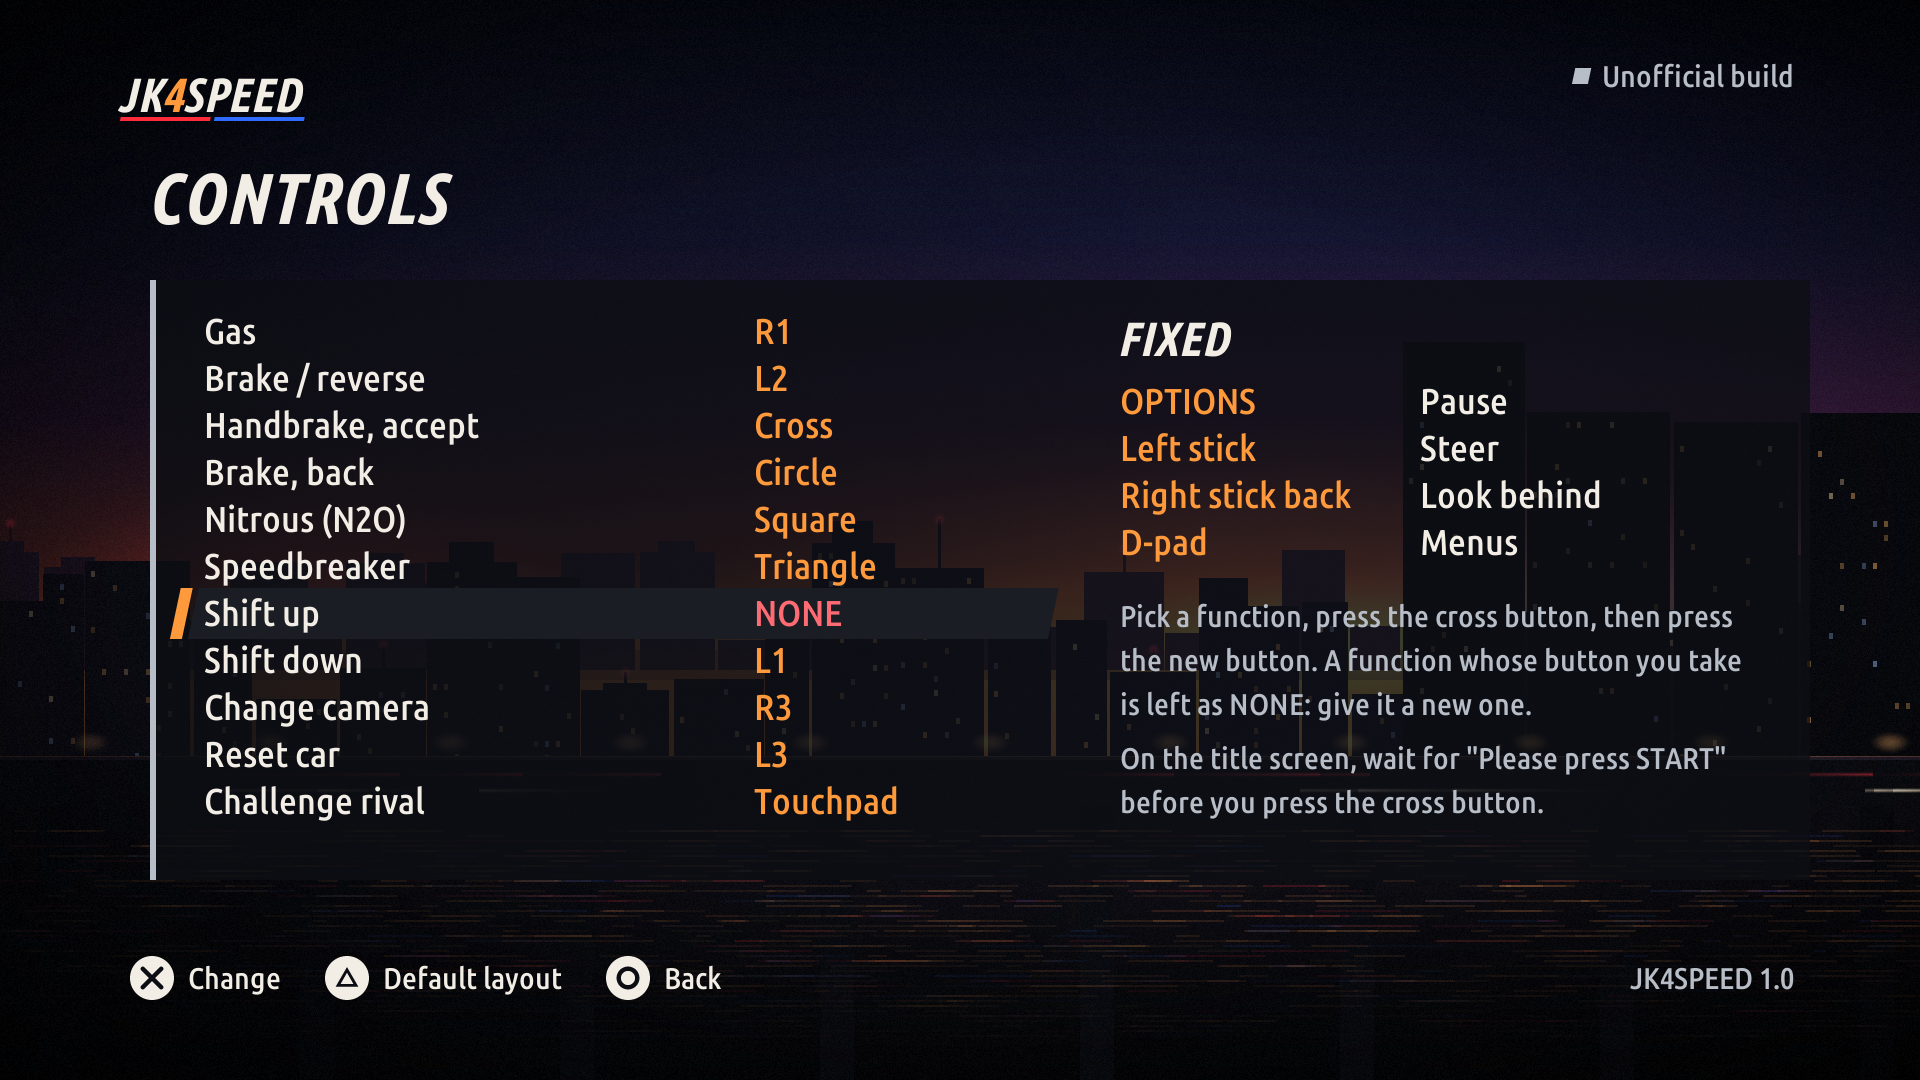 JK4SPEED
Unofficial build
CONTROLS
Gas R1
Brake / reverse L2
Handbrake, accept Cross
Brake, back Circle
Nitrous (N2O) Square
Speedbreaker Triangle
Shift up NONE
Shift down L1
Change camera R3
Reset car L3
Challenge rival Touchpad
FIXED
OPTIONS Pause
Left stick Steer
Right stick back Look behind
D-pad Menus
Pick a function, press the cross button, then press
the new button. A function whose button you take
is left as NONE: give it a new one.
On the title screen, wait for "Please press START"
before you press the cross button.
Change Default layout Back
JK4SPEED 1.0